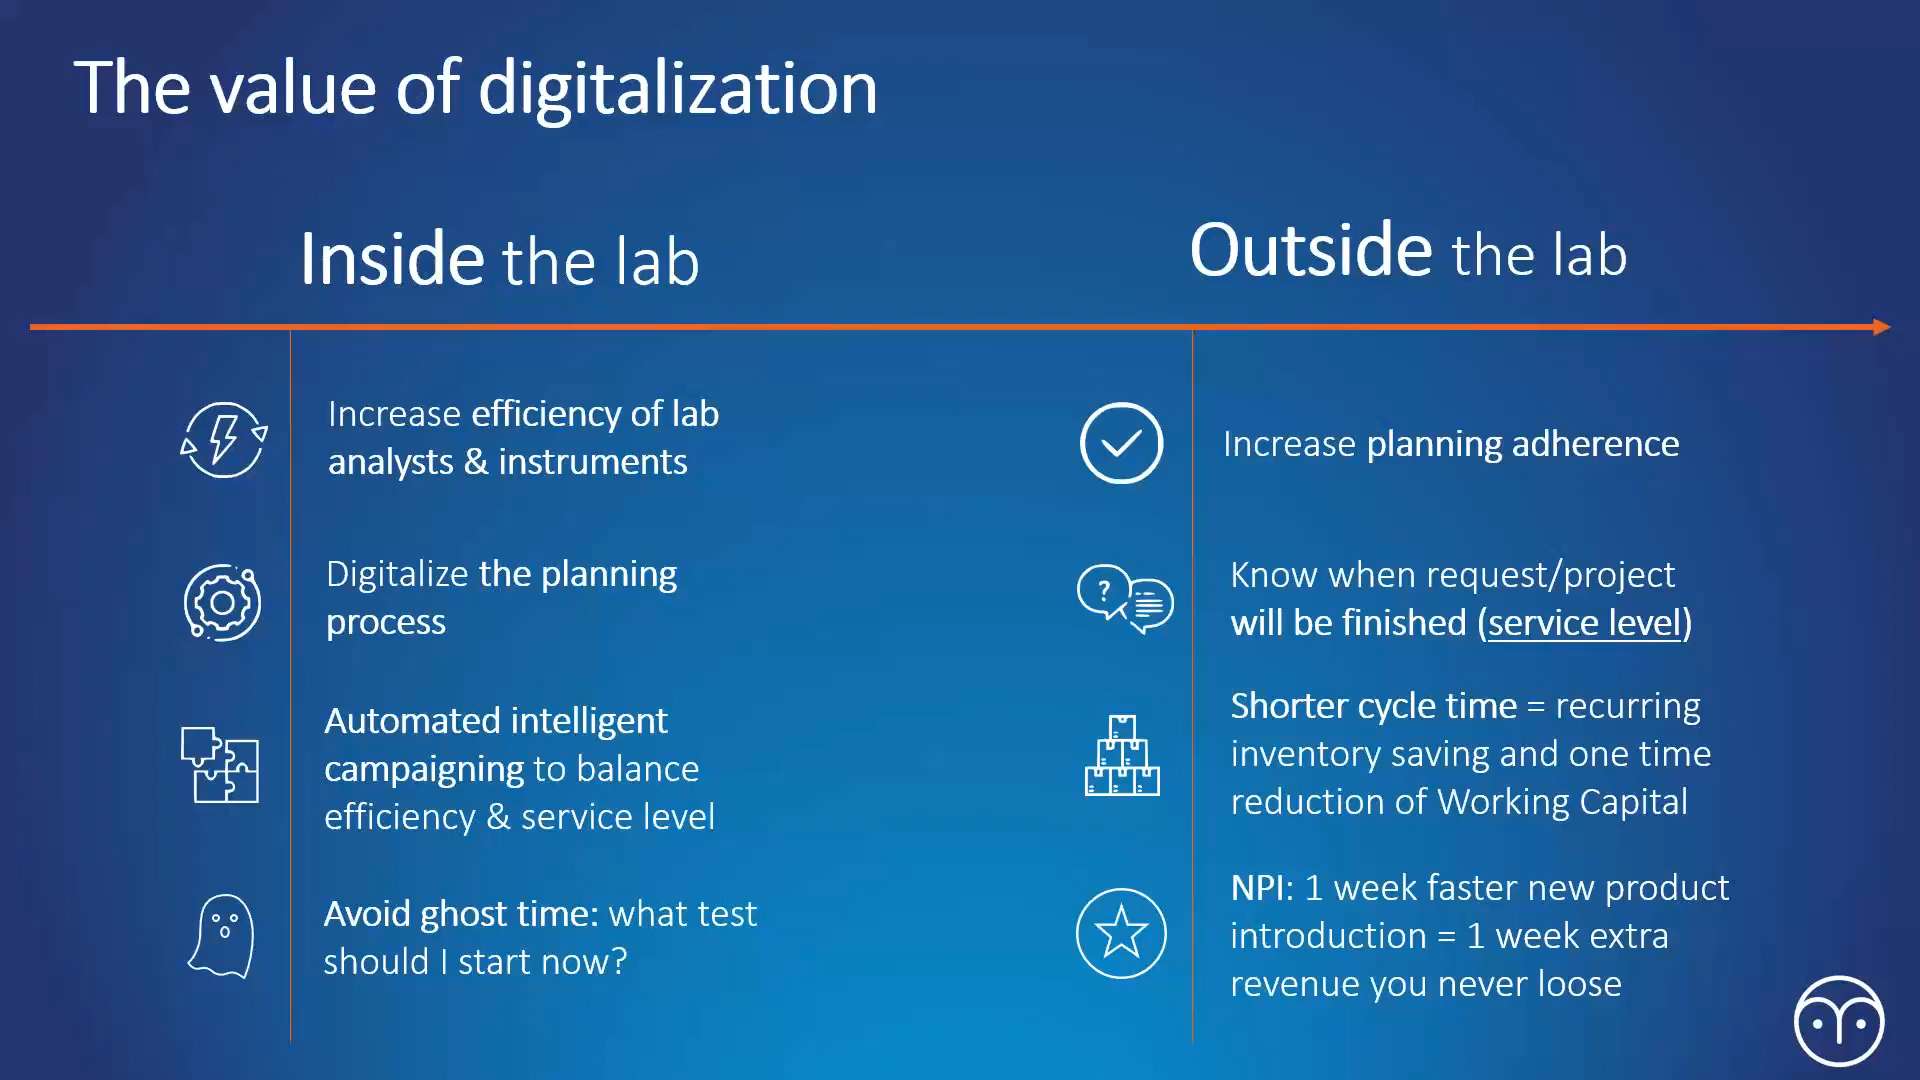 The value of digitalization
Inside the lab
Increase efficiency of lab
analysts & instruments
Digitalize the planning
process
Automated intelligent
campaigning to balance
efficiency & service level
Avoid ghost time: what test
should I start now?
Outside the lab
Increase planning adherence
?
Know when request/project
will be finished (service level)
Shorter cycle time = recurring
inventory saving and one time
reduction of Working Capital
NPI: 1 week faster new product
introduction = 1 week extra
revenue you never loose